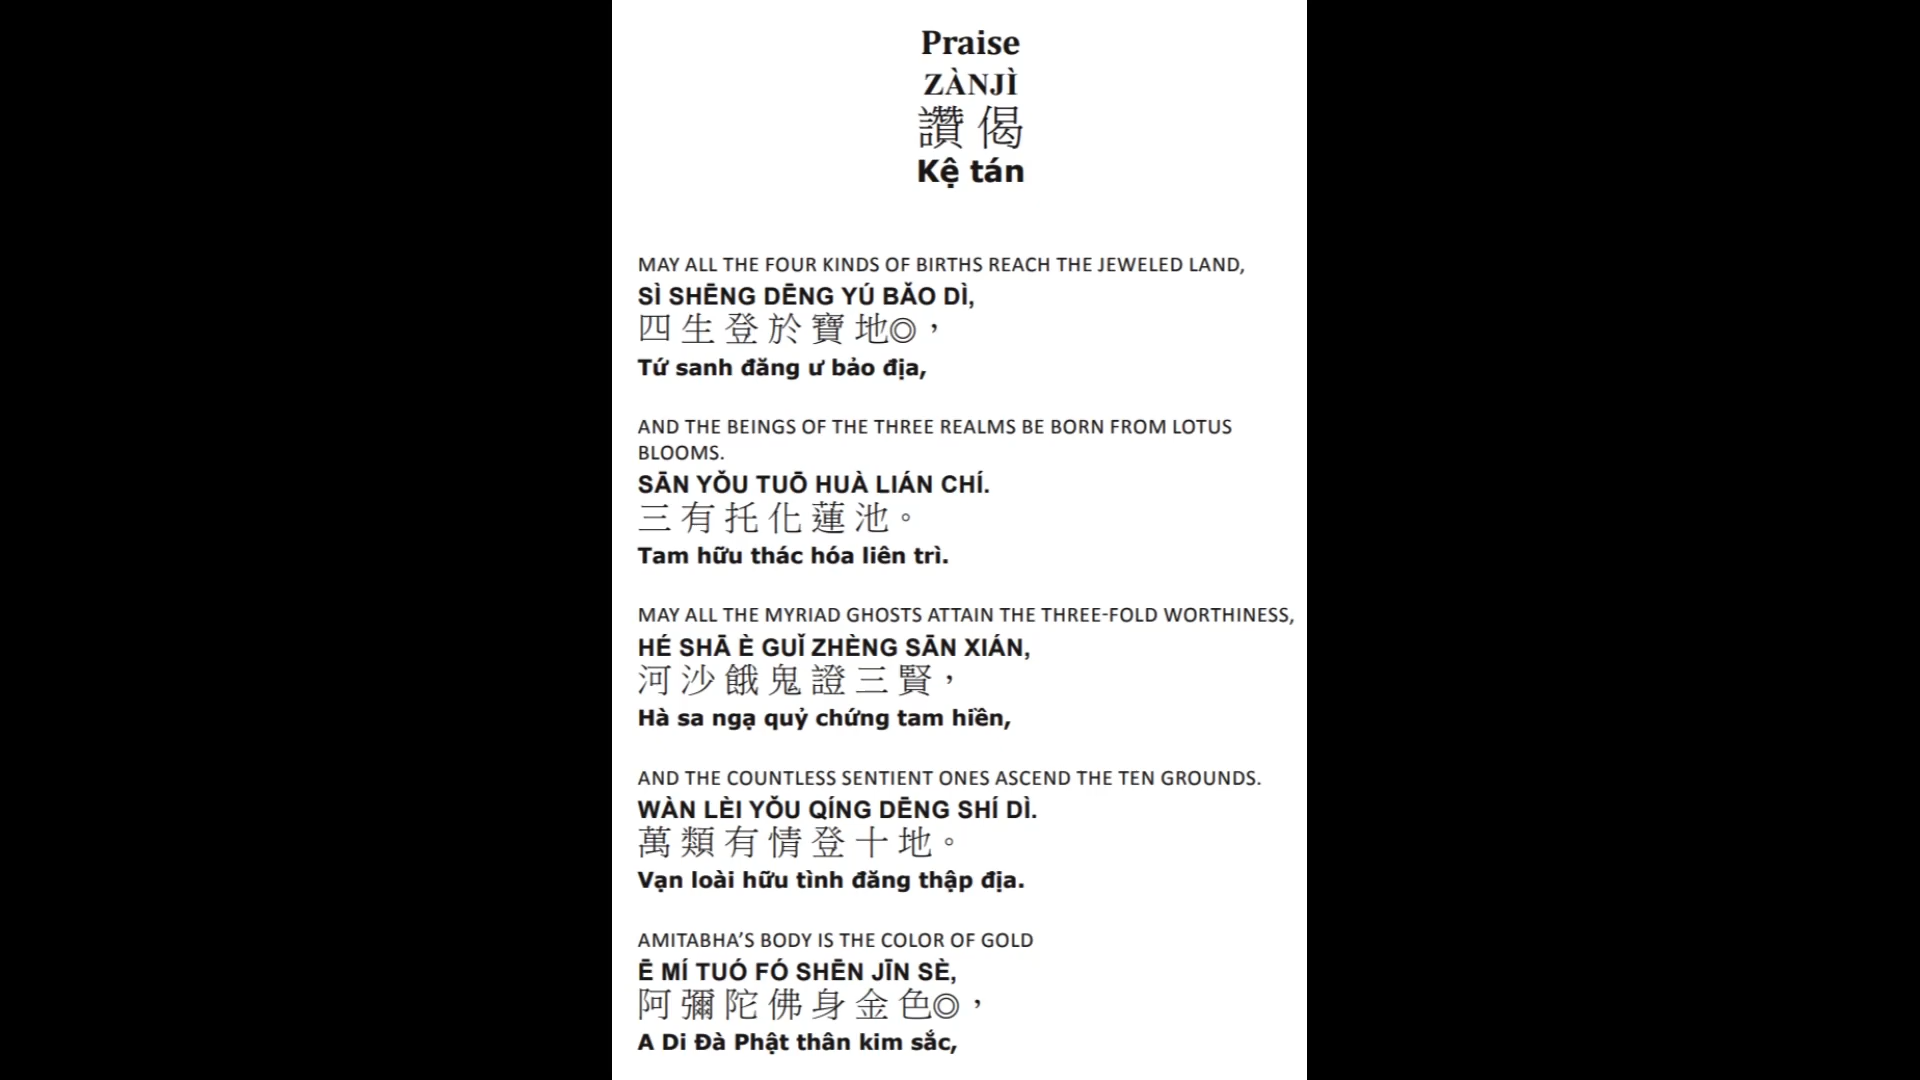 Praise
ZÀNJÌ
讚 偈
Kệ tán
MAY ALL THE FOUR KINDS OF BIRTHS REACH THE JEWELED LAND,
SÌ SHĒNG DĒNG YÚ BǍO DÌ,
四 生 登 於 寶 地◎，
Tứ sanh đăng ư bảo địa,
AND THE BEINGS OF THE THREE REALMS BE BORN FROM LOTUS
BLOOMS.
SĀN YǑU TUŌ HUÀ LIÁN CHÍ.
三 有 托 化 蓮 池。
Tam hữu thác hóa liên trì.
MAY ALL THE MYRIAD GHOSTS ATTAIN THE THREE-FOLD WORTHINESS,
HÉ SHĀ È GUǏ ZHÈNG SĀN XIÁN,
河 沙 餓 鬼 證 三 賢，
Hà sa ngạ quỷ chứng tam hiền,
AND THE COUNTLESS SENTIENT ONES ASCEND THE TEN GROUNDS.
WÀN LÈI YǑU QÍNG DĒNG SHÍ DÌ.
萬 類 有 情 登 十 地。
Vạn loài hữu tình đăng thập địa.
AMITABHA’S BODY IS THE COLOR OF GOLD
Ē MÍ TUÓ FÓ SHĒN JĪN SÈ,
阿 彌 陀 佛 身 金 色◎，
A Di Đà Phật thân kim sắc,